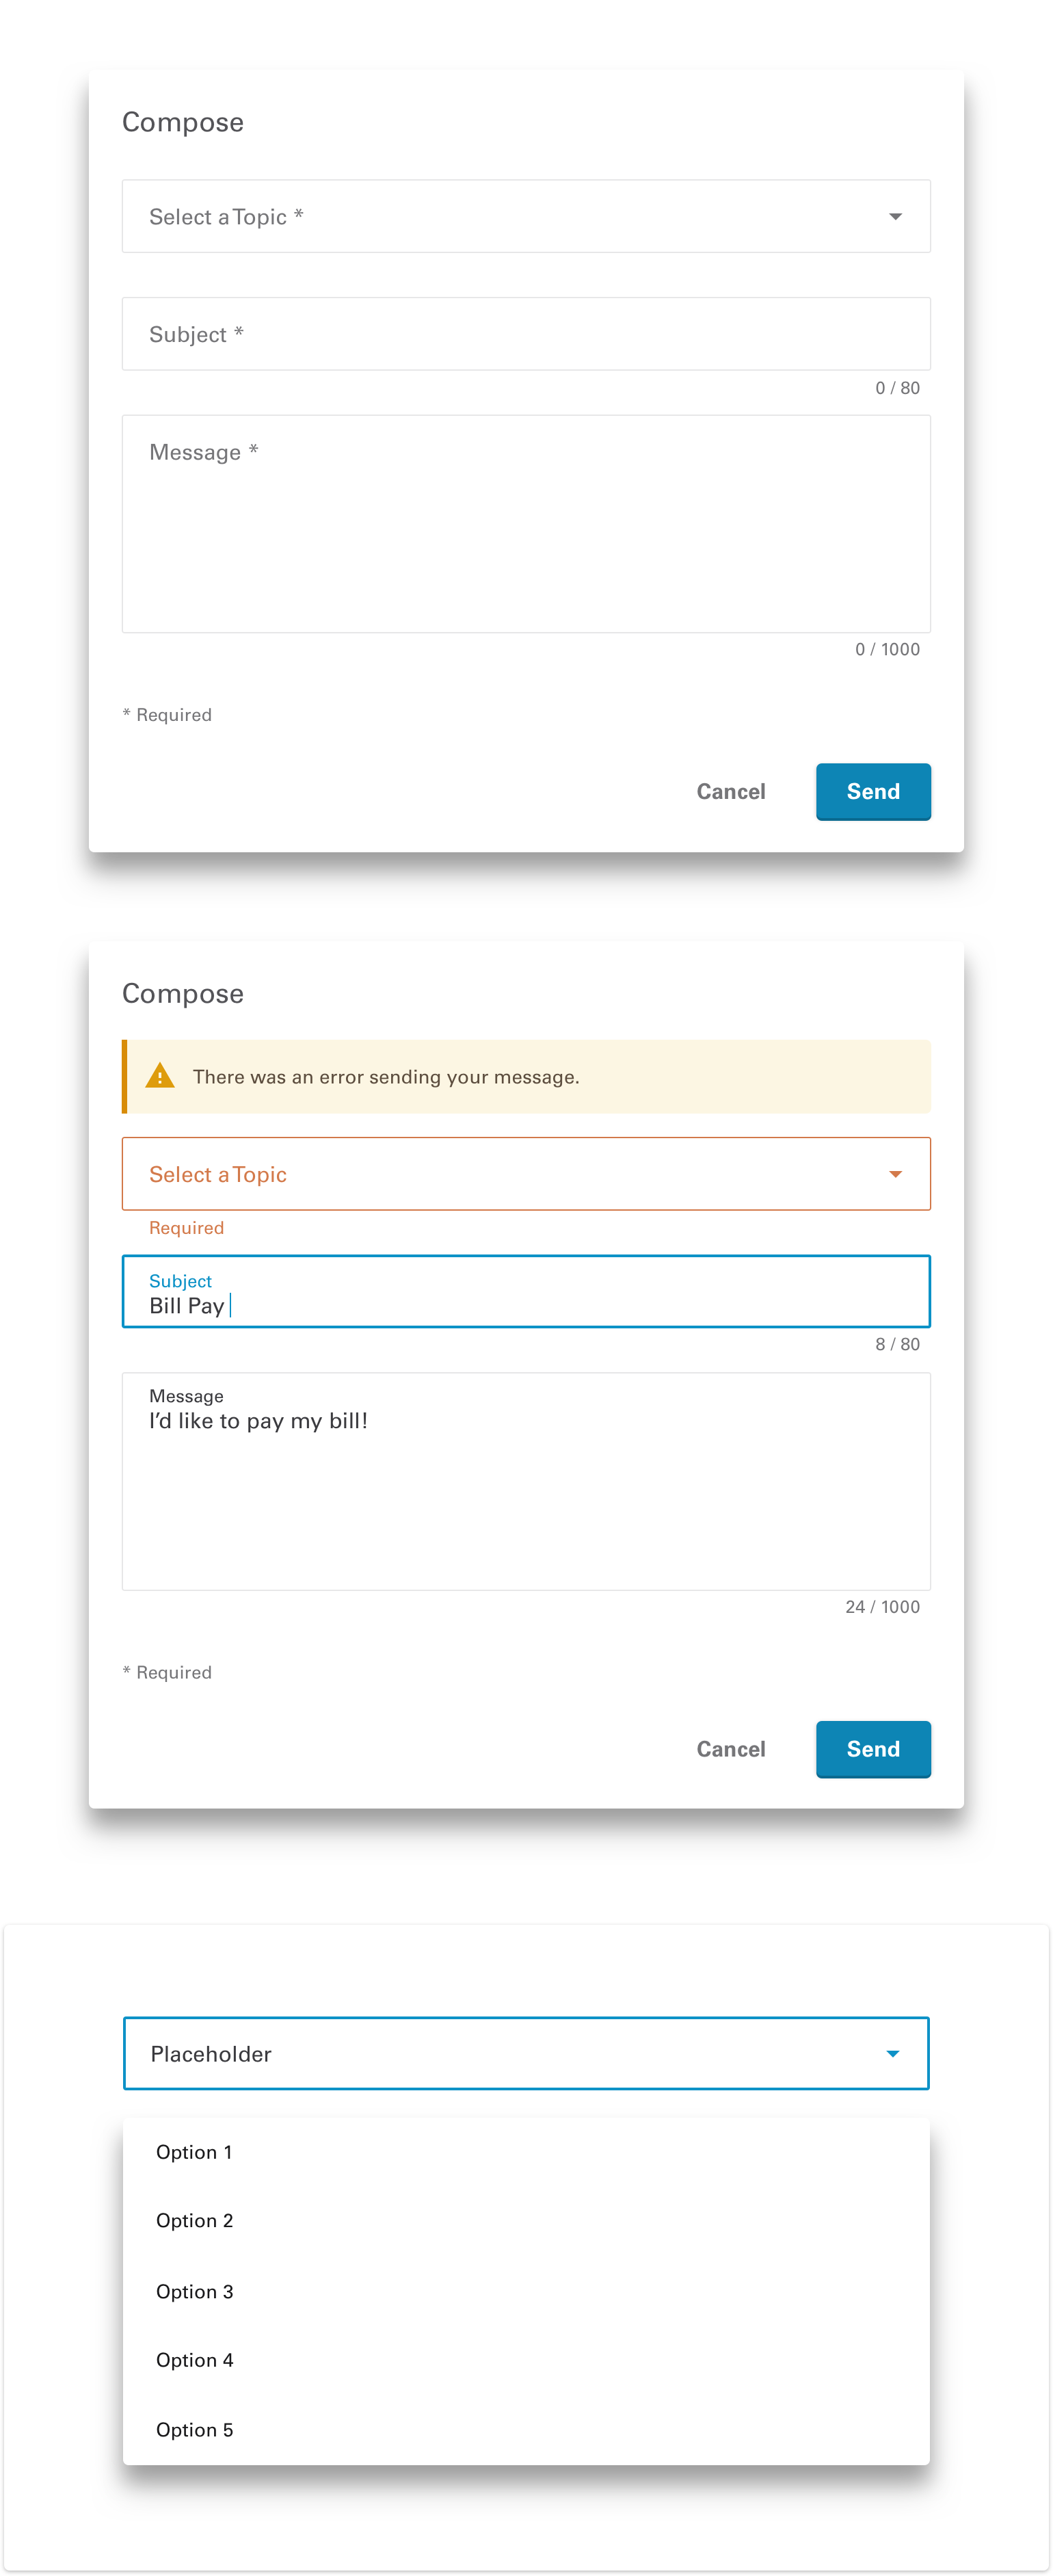 Compose
Select a Topic *
Subject *
0 / 80
Message *
0 / 1000
* Required
Cancel
Send
Compose
There was an error sending your message.
Select a Topic
Required
Subject
Bill Pay
8 / 80
Message
I’d like to pay my bill!
24 / 1000
* Required
Cancel
Send
Placeholder
Option 1
Option 2
Option 3
Option 4
Option 5